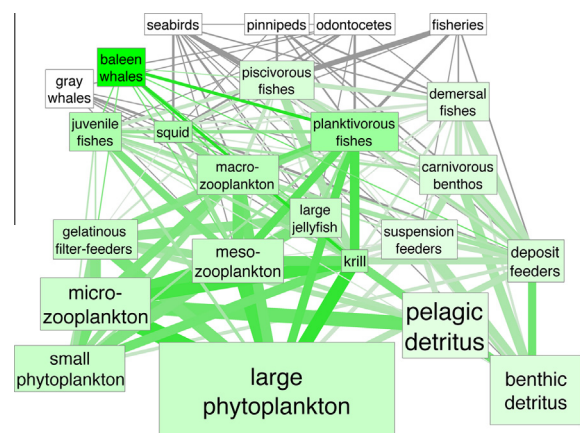 seabirds
pinnipeds
odontocetes
fisheries
baleen
whales
gray
whales
piscivorous
fishes
demersal
fishes
juvenile
fishes
squid
planktivorous
fishes
macro-
zooplankton
carnivorous
benthos
large
jellyfish
gelatinous
filter-feeders
meso-
zooplankton
krill
suspension
feeders
deposit
feeders
micro-
zooplankton
pelagic
detritus
small
phytoplankton
large
phytoplankton
benthic
detritus